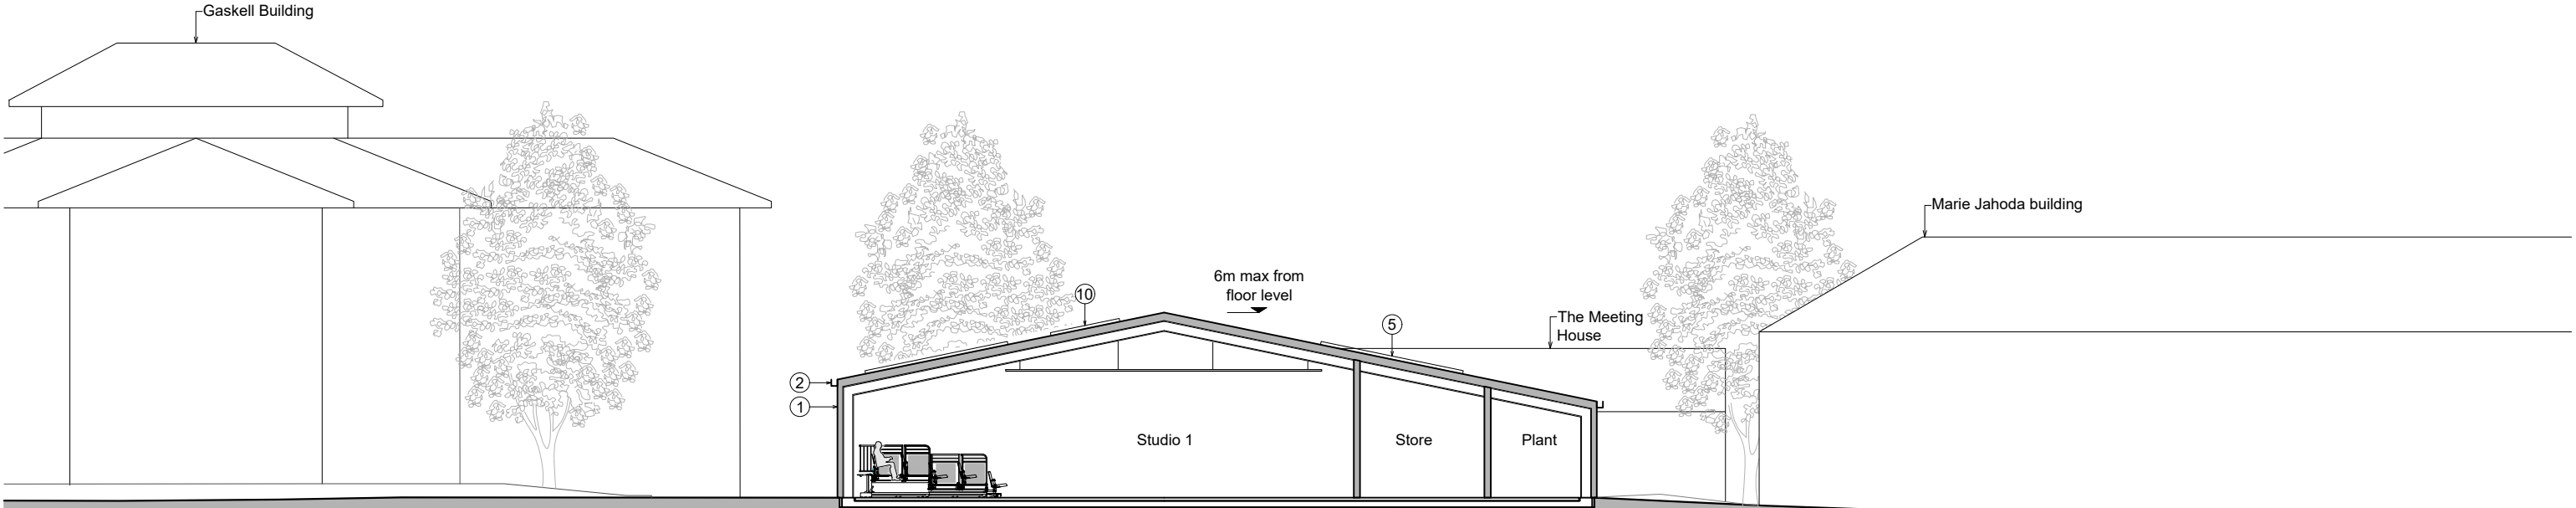 Gaskell Building
Marie Jahoda building
6m max from
floor level
10
5
The Meeting
House
2
1
Studio 1
Store
Plant